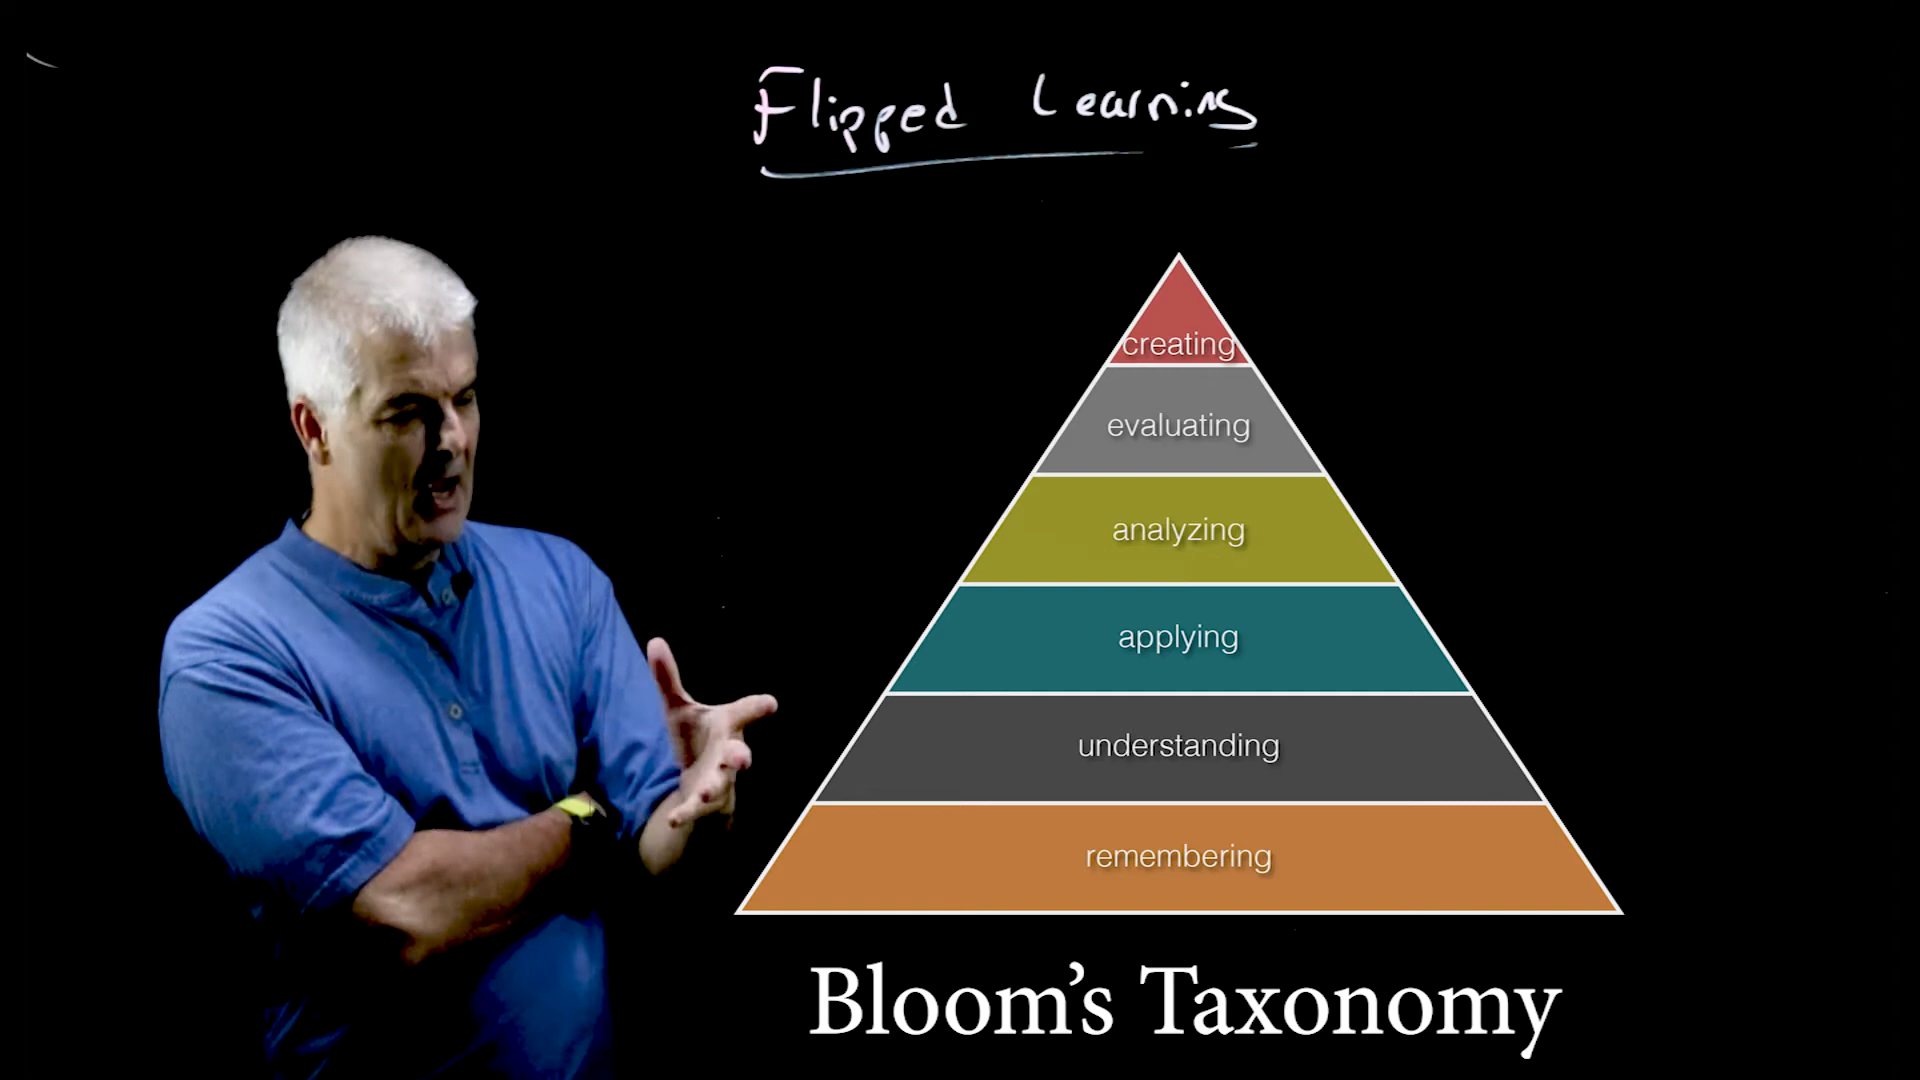 Flipped Learning
creating
evaluating
analyzing
applying
understanding
remembering
Bloom's Taxonomy